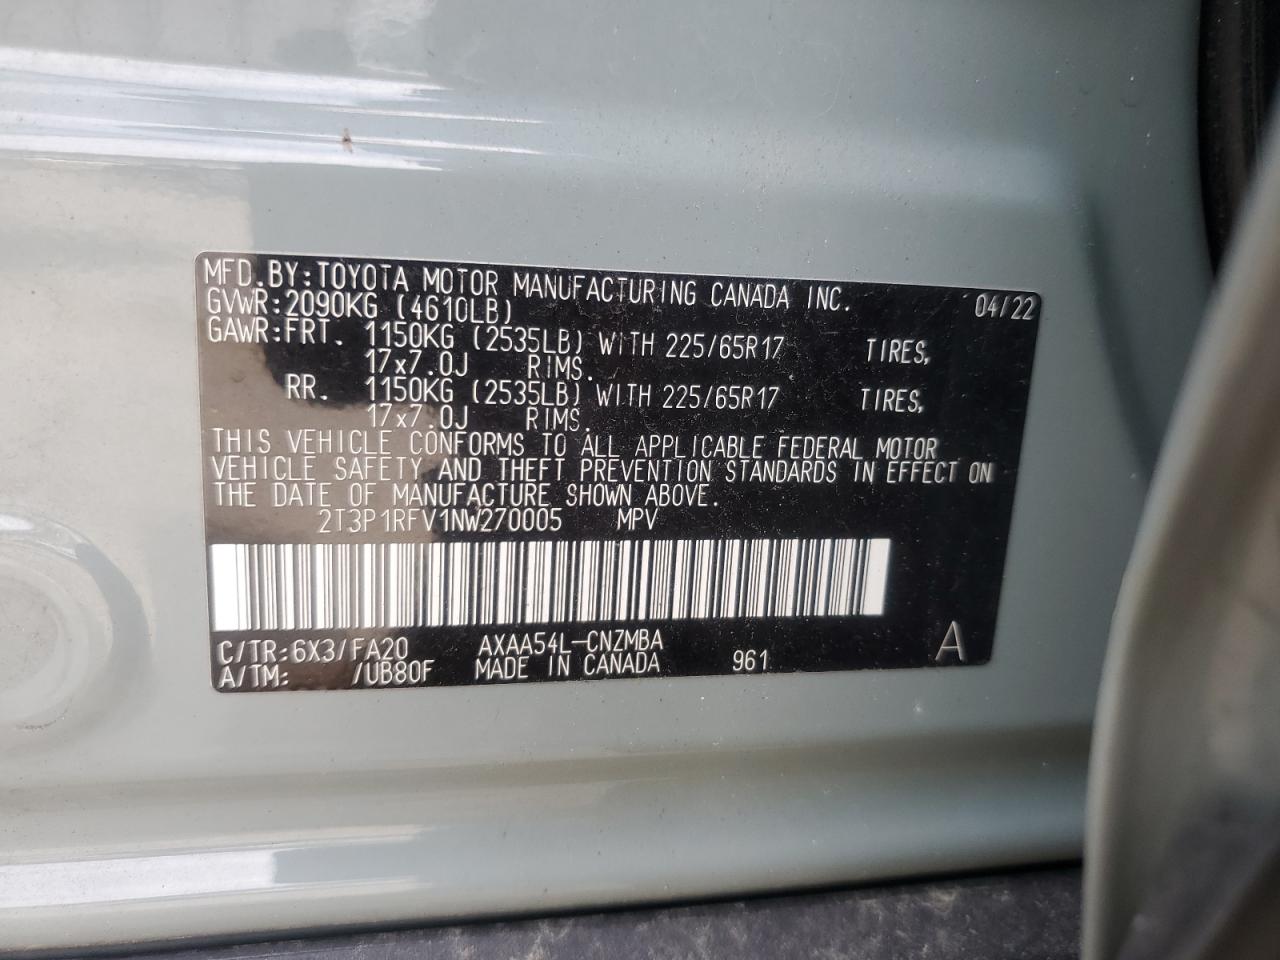 MFD.BY:TOYOTA MOTOR MANUFACTURING CANADA INC. 04/22
GVWR:2090KG (4610LB)
GAWR:FRT. 1150KG (2535LB) WITH 225/65R17 TIRES,
17x7.0J RIMS.
RR. 1150KG (2535LB) WITH 225/65R17 TIRES,
17x7.0J RIMS.
THIS VEHICLE CONFORMS TO ALL APPLICABLE FEDERAL MOTOR
VEHICLE SAFETY AND THEFT PREVENTION STANDARDS IN EFFECT ON
THE DATE OF MANUFACTURE SHOWN ABOVE.
2T3P1RFV1NW270005 MPV
C/TR:6X3/FA20 AXAA54L-CNZMBA
A/TM: /UB80F MADE IN CANADA 961 A